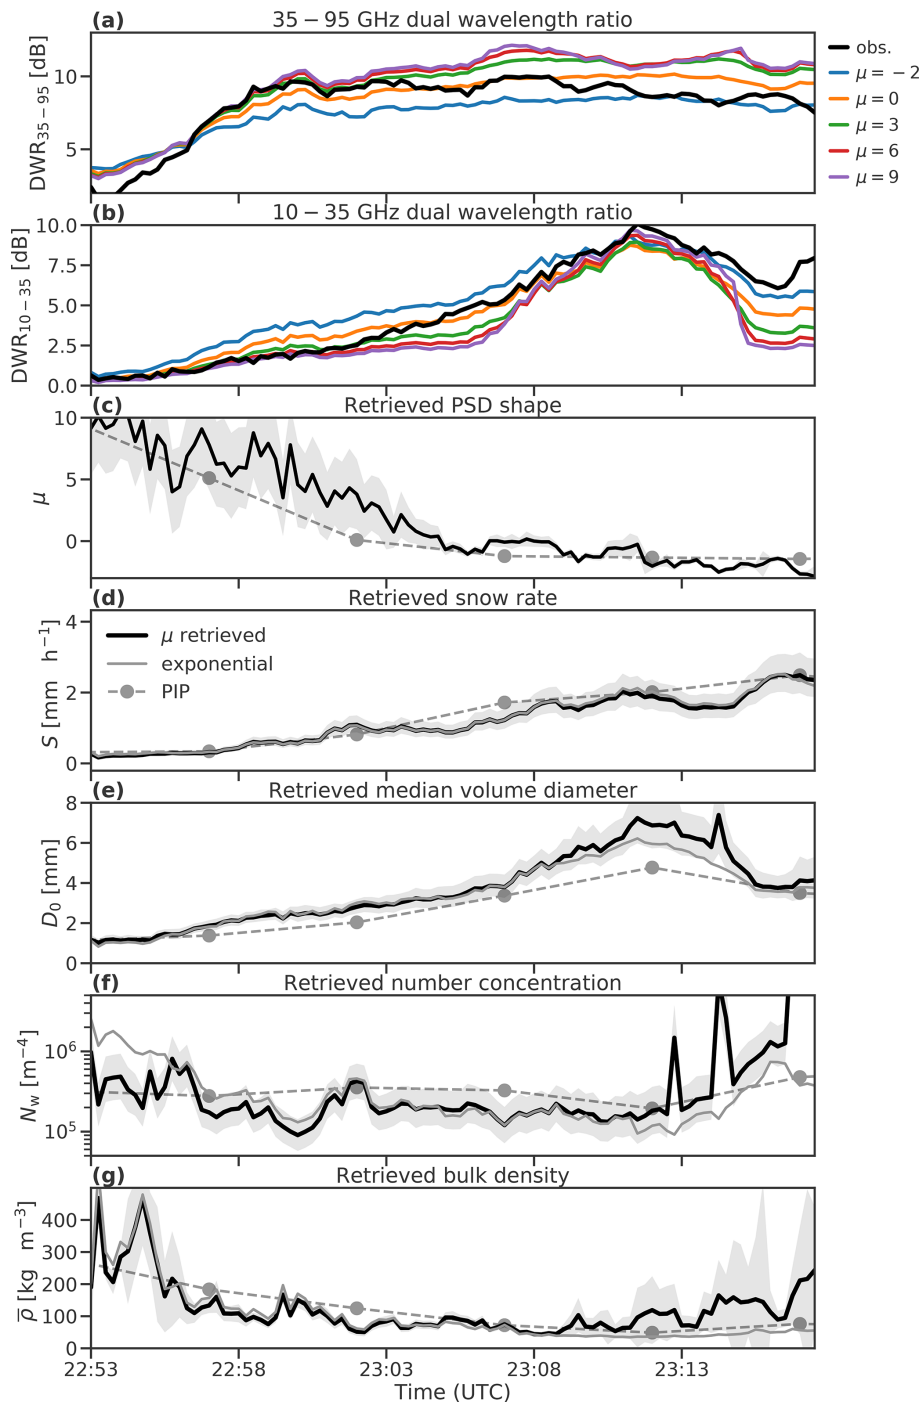 (a) 35 − 95 GHz dual wavelength ratio
DWR35 − 95 [dB]
10
5
obs.
μ = −2
μ = 0
μ = 3
μ = 6
μ = 9
(b) 10 − 35 GHz dual wavelength ratio
DWR10 − 35 [dB]
10.0
7.5
5.0
2.5
0.0
(c) Retrieved PSD shape
μ
10
5
0
(d) Retrieved snow rate
S [mm h−1]
4
2
0
μ retrieved
exponential
PIP
(e) Retrieved median volume diameter
D0 [mm]
8
6
4
2
0
(f) Retrieved number concentration
Nw [m−4]
10^6
10^5
(g) Retrieved bulk density
ρ̅ [kg m−3]
400
300
200
100
0
22:53 22:58 23:03 23:08 23:13
Time (UTC)